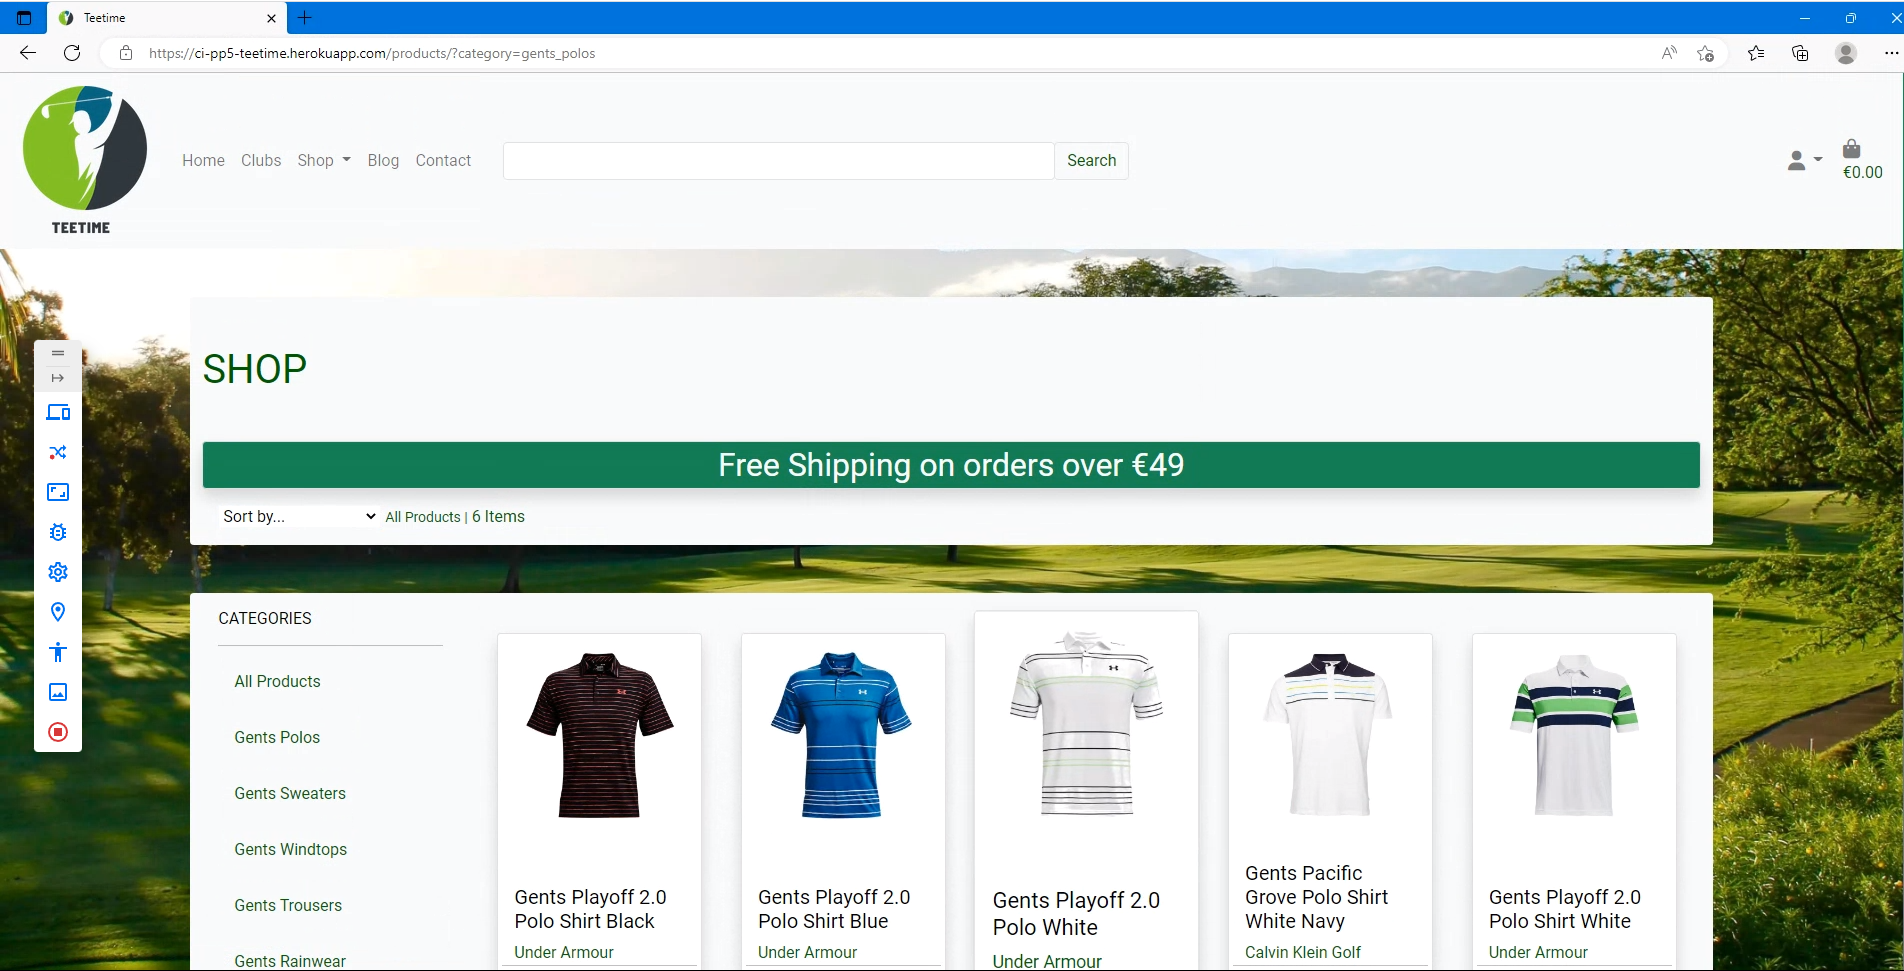 Teetime
https://ci-pp5-teetime.herokuapp.com/products/?category=gents_polos
TEETIME
Home Clubs Shop Blog Contact
Search
€0.00
SHOP
Free Shipping on orders over €49
Sort by... All Products | 6 Items
CATEGORIES
All Products
Gents Polos
Gents Sweaters
Gents Windtops
Gents Trousers
Gents Rainwear
Gents Playoff 2.0
Polo Shirt Black
Under Armour
Gents Playoff 2.0
Polo Shirt Blue
Under Armour
Gents Playoff 2.0
Polo White
Under Armour
Gents Pacific
Grove Polo Shirt
White Navy
Calvin Klein Golf
Gents Playoff 2.0
Polo Shirt White
Under Armour